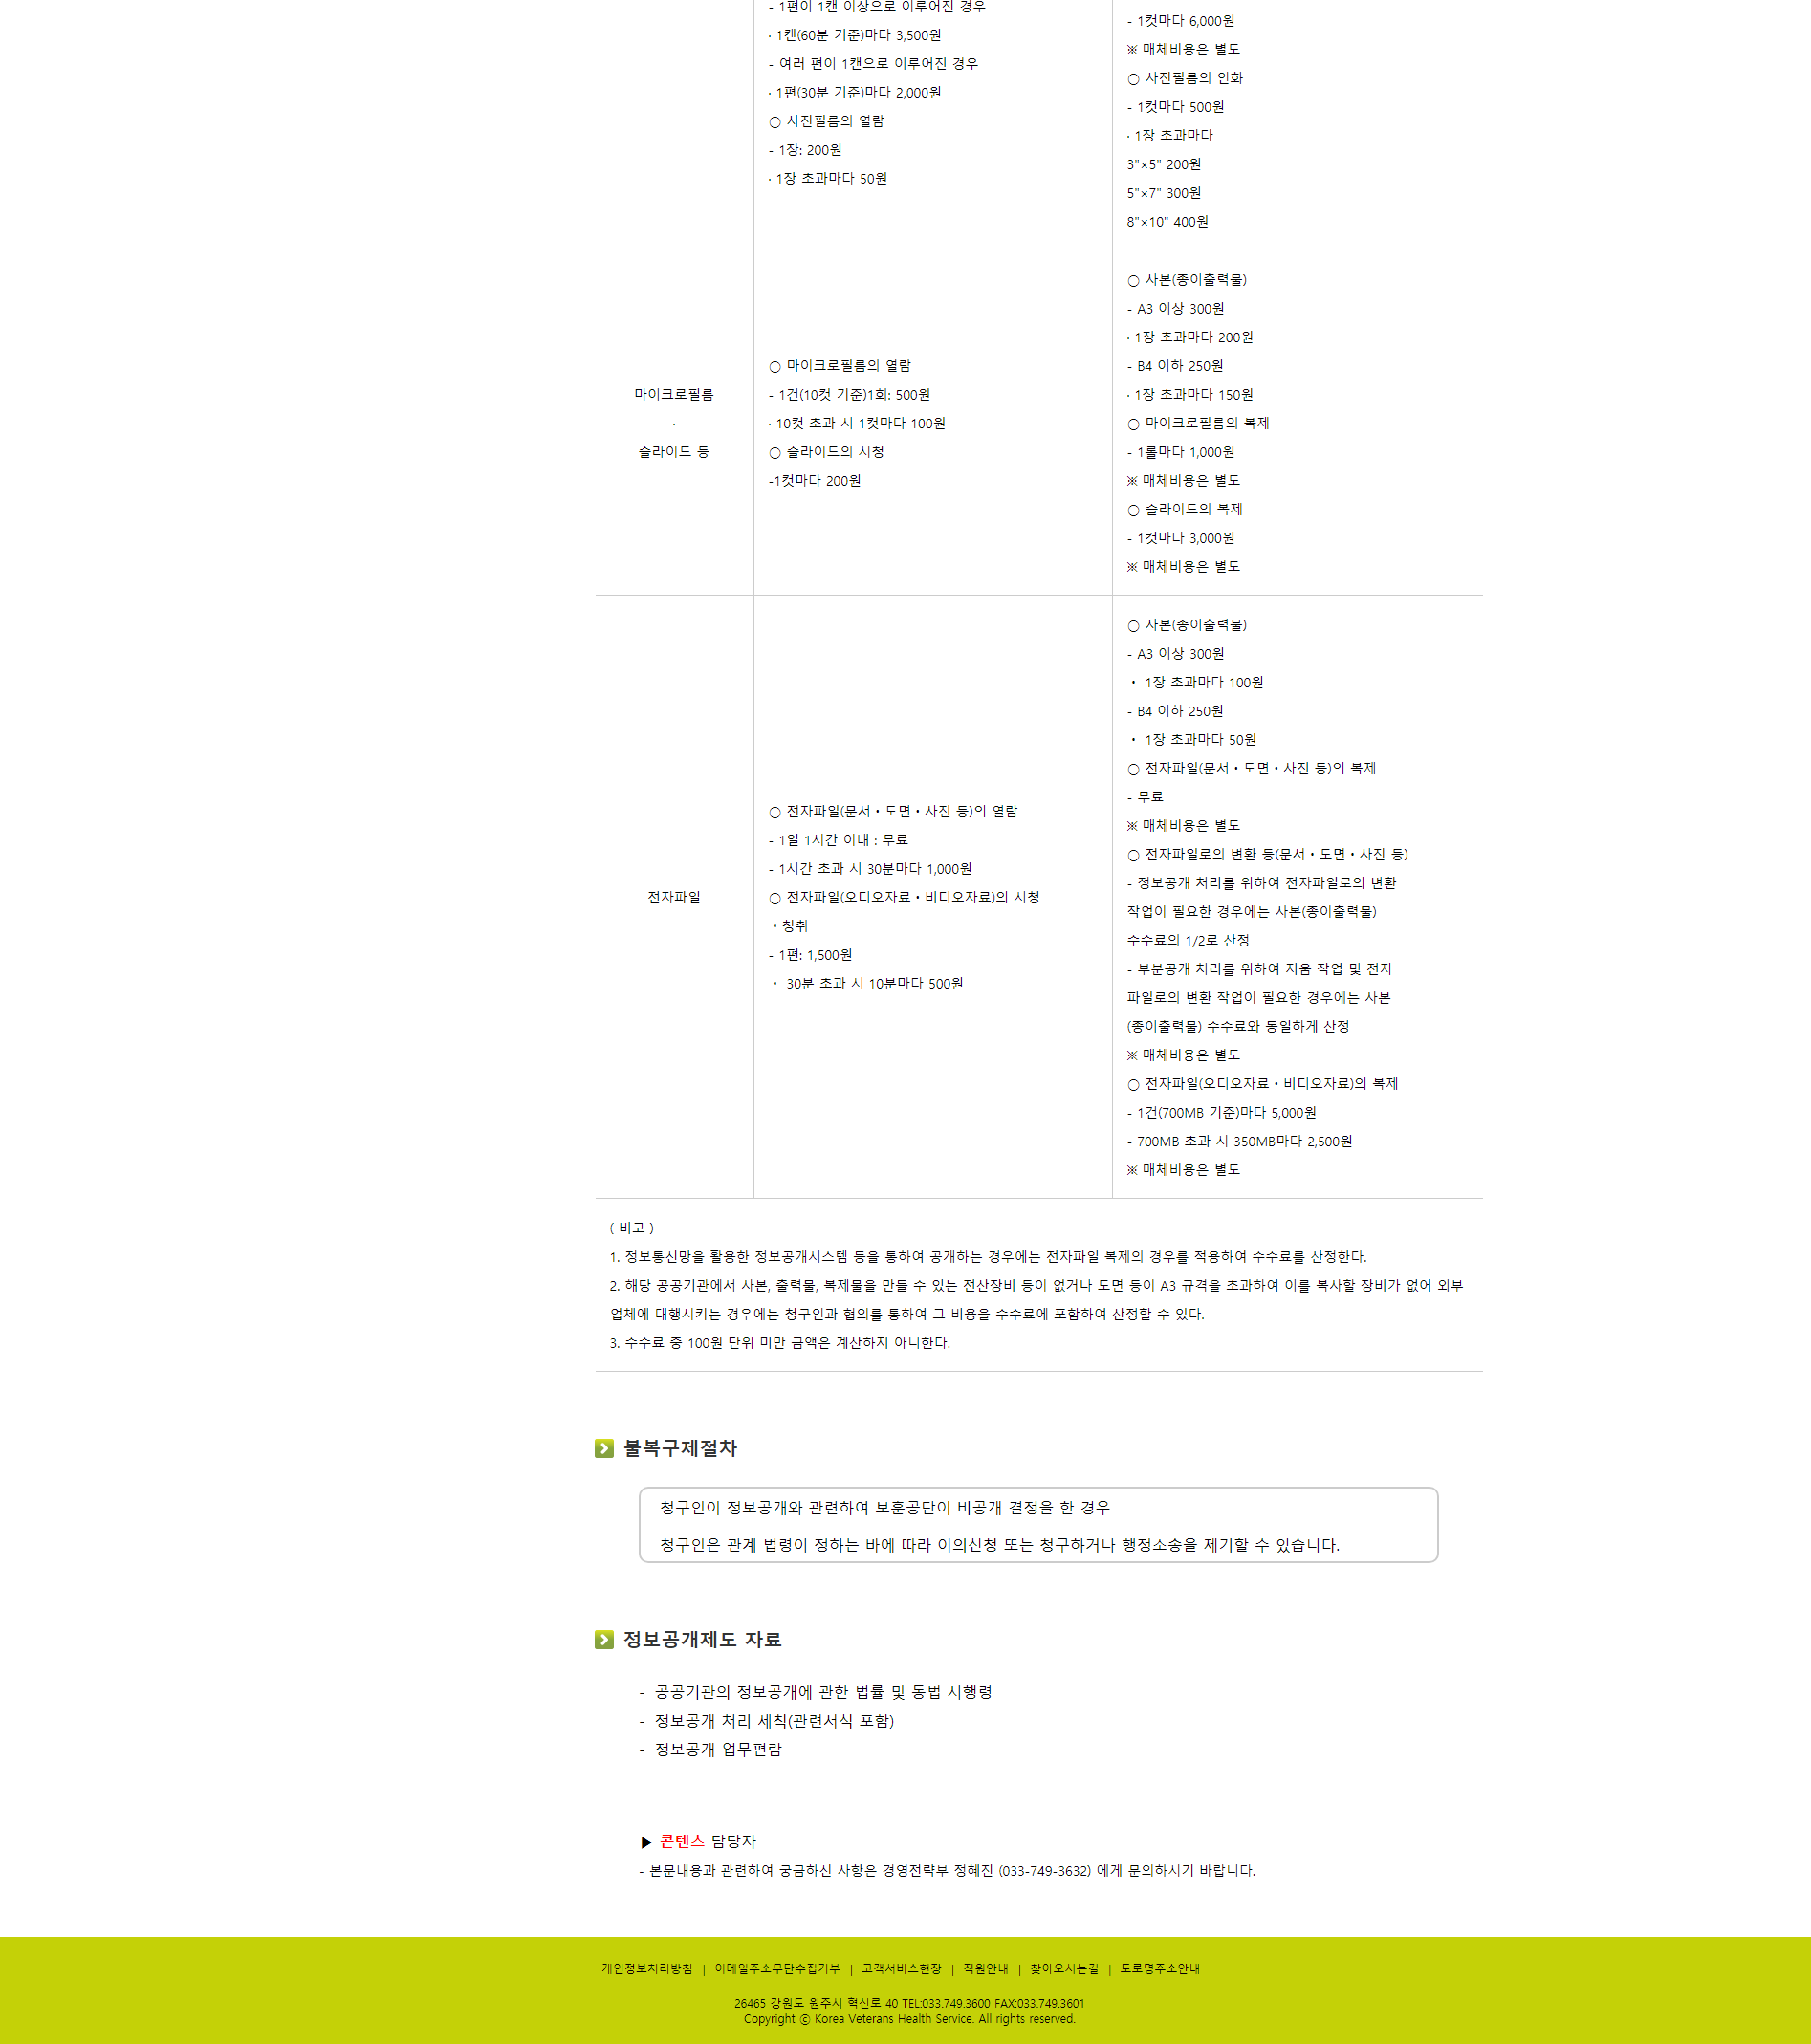 - 1편이 1캔 이상으로 이루어진 경우
· 1캔(60분 기준)마다 3,500원
- 여러 편이 1캔으로 이루어진 경우
· 1편(30분 기준)마다 2,000원
○ 사진필름의 열람
- 1장: 200원
· 1장 초과마다 50원
- 1컷마다 6,000원
※ 매체비용은 별도
○ 사진필름의 인화
- 1컷마다 500원
· 1장 초과마다
3"×5" 200원
5"×7" 300원
8"×10" 400원
마이크로필름
·
슬라이드 등
○ 마이크로필름의 열람
- 1건(10컷 기준)1회: 500원
· 10컷 초과 시 1컷마다 100원
○ 슬라이드의 시청
-1컷마다 200원
○ 사본(종이출력물)
- A3 이상 300원
· 1장 초과마다 200원
- B4 이하 250원
· 1장 초과마다 150원
○ 마이크로필름의 복제
- 1롤마다 1,000원
※ 매체비용은 별도
○ 슬라이드의 복제
- 1컷마다 3,000원
※ 매체비용은 별도
전자파일
○ 전자파일(문서・도면・사진 등)의 열람
- 1일 1시간 이내 : 무료
- 1시간 초과 시 30분마다 1,000원
○ 전자파일(오디오자료・비디오자료)의 시청
・청취
- 1편: 1,500원
・ 30분 초과 시 10분마다 500원
○ 사본(종이출력물)
- A3 이상 300원
・ 1장 초과마다 100원
- B4 이하 250원
・ 1장 초과마다 50원
○ 전자파일(문서・도면・사진 등)의 복제
- 무료
※ 매체비용은 별도
○ 전자파일로의 변환 등(문서・도면・사진 등)
- 정보공개 처리를 위하여 전자파일로의 변환
작업이 필요한 경우에는 사본(종이출력물)
수수료의 1/2로 산정
- 부분공개 처리를 위하여 지움 작업 및 전자
파일로의 변환 작업이 필요한 경우에는 사본
(종이출력물) 수수료와 동일하게 산정
※ 매체비용은 별도
○ 전자파일(오디오자료・비디오자료)의 복제
- 1건(700MB 기준)마다 5,000원
- 700MB 초과 시 350MB마다 2,500원
※ 매체비용은 별도
( 비고 )
1. 정보통신망을 활용한 정보공개시스템 등을 통하여 공개하는 경우에는 전자파일 복제의 경우를 적용하여 수수료를 산정한다.
2. 해당 공공기관에서 사본, 출력물, 복제물을 만들 수 있는 전산장비 등이 없거나 도면 등이 A3 규격을 초과하여 이를 복사할 장비가 없어 외부
업체에 대행시키는 경우에는 청구인과 협의를 통하여 그 비용을 수수료에 포함하여 산정할 수 있다.
3. 수수료 중 100원 단위 미만 금액은 계산하지 아니한다.
불복구제절차
청구인이 정보공개와 관련하여 보훈공단이 비공개 결정을 한 경우
청구인은 관계 법령이 정하는 바에 따라 이의신청 또는 청구하거나 행정소송을 제기할 수 있습니다.
정보공개제도 자료
- 공공기관의 정보공개에 관한 법률 및 동법 시행령
- 정보공개 처리 세칙(관련서식 포함)
- 정보공개 업무편람
▶ 콘텐츠 담당자
- 본문내용과 관련하여 궁금하신 사항은 경영전략부 정혜진 (033-749-3632) 에게 문의하시기 바랍니다.
개인정보처리방침 | 이메일주소무단수집거부 | 고객서비스현장 | 직원안내 | 찾아오시는길 | 도로명주소안내
26465 강원도 원주시 혁신로 40 TEL:033.749.3600 FAX:033.749.3601
Copyright ⓒ Korea Veterans Health Service. All rights reserved.